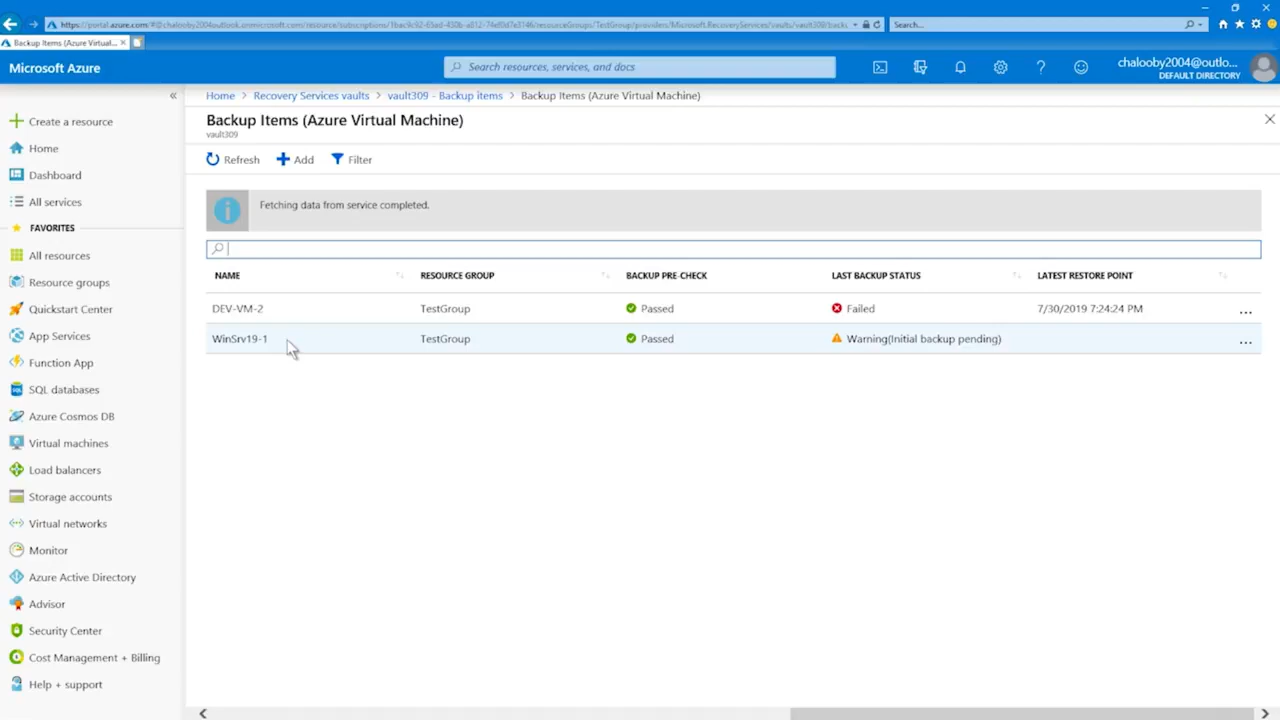 Backup Items (Azure Virtual...
Search...
Microsoft Azure
Search resources, services, and docs
chalooby2004@outlo...
DEFAULT DIRECTORY
Home > Recovery Services vaults > vault309 - Backup items > Backup Items (Azure Virtual Machine)
Backup Items (Azure Virtual Machine)
vault309
Refresh Add Filter
Fetching data from service completed.
NAME RESOURCE GROUP BACKUP PRE-CHECK LAST BACKUP STATUS LATEST RESTORE POINT
DEV-VM-2 TestGroup Passed Failed 7/30/2019 7:24:24 PM ...
WinSrv19-1 TestGroup Passed Warning(Initial backup pending) ...
Create a resource
Home
Dashboard
All services
FAVORITES
All resources
Resource groups
Quickstart Center
App Services
Function App
SQL databases
Azure Cosmos DB
Virtual machines
Load balancers
Storage accounts
Virtual networks
Monitor
Azure Active Directory
Advisor
Security Center
Cost Management + Billing
Help + support